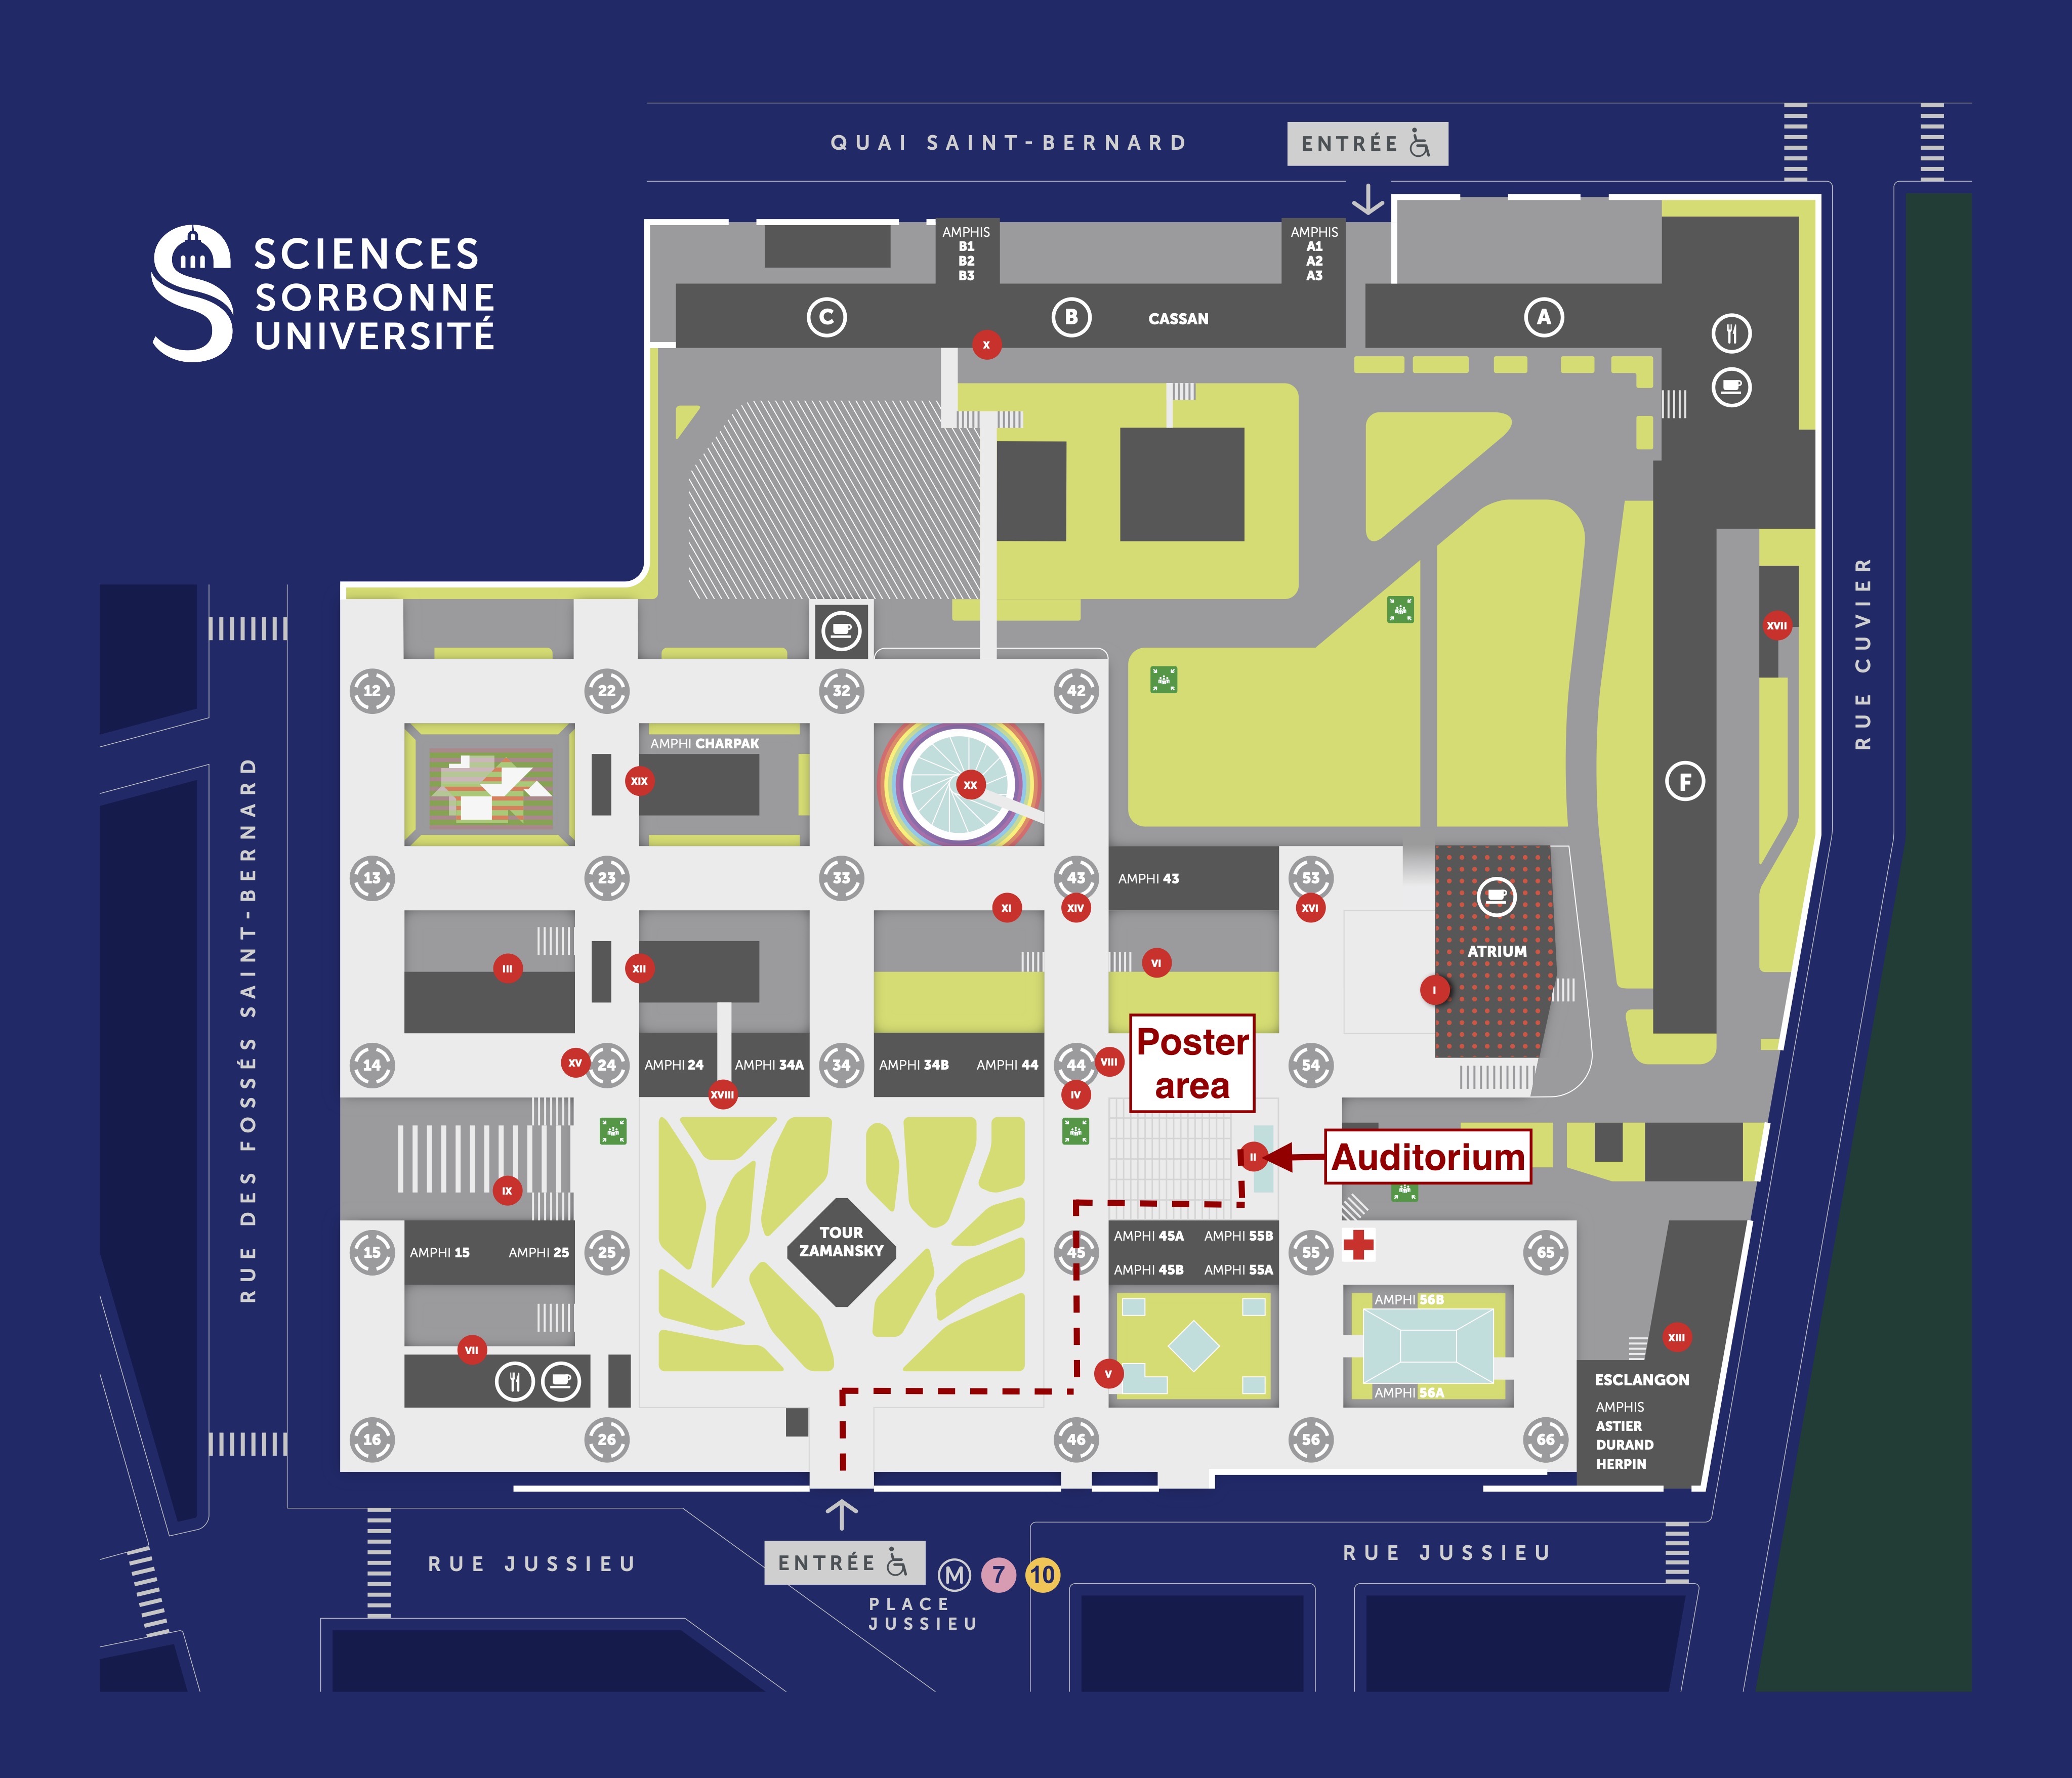 QUAI SAINT-BERNARD
ENTRÉE
SCIENCES
SORBONNE
UNIVERSITÉ
AMPHIS
B1
B2
B3
AMPHIS
A1
A2
A3
C
B
CASSAN
A
X
RUE CUVIER
XVII
12
22
32
42
AMPHI CHARPAK
XIX
XX
F
13
23
33
43
AMPHI 43
53
XI
XIV
XVI
ATRIUM
III
XII
VI
I
RUE DES FOSSÉS SAINT-BERNARD
Poster
area
14
XV
24
AMPHI 24
AMPHI 34A
34
AMPHI 34B
AMPHI 44
44
VIII
54
XVIII
IV
II
Auditorium
IX
TOUR
ZAMANSKY
15
AMPHI 15
AMPHI 25
25
45
AMPHI 45A
AMPHI 55B
AMPHI 45B
AMPHI 55A
55
65
AMPHI 56B
VII
V
XIII
AMPHI 56A
ESCLANGON
AMPHIS
ASTIER
DURAND
HERPIN
16
26
46
56
66
RUE JUSSIEU
ENTRÉE
M
7
10
PLACE
JUSSIEU
RUE JUSSIEU